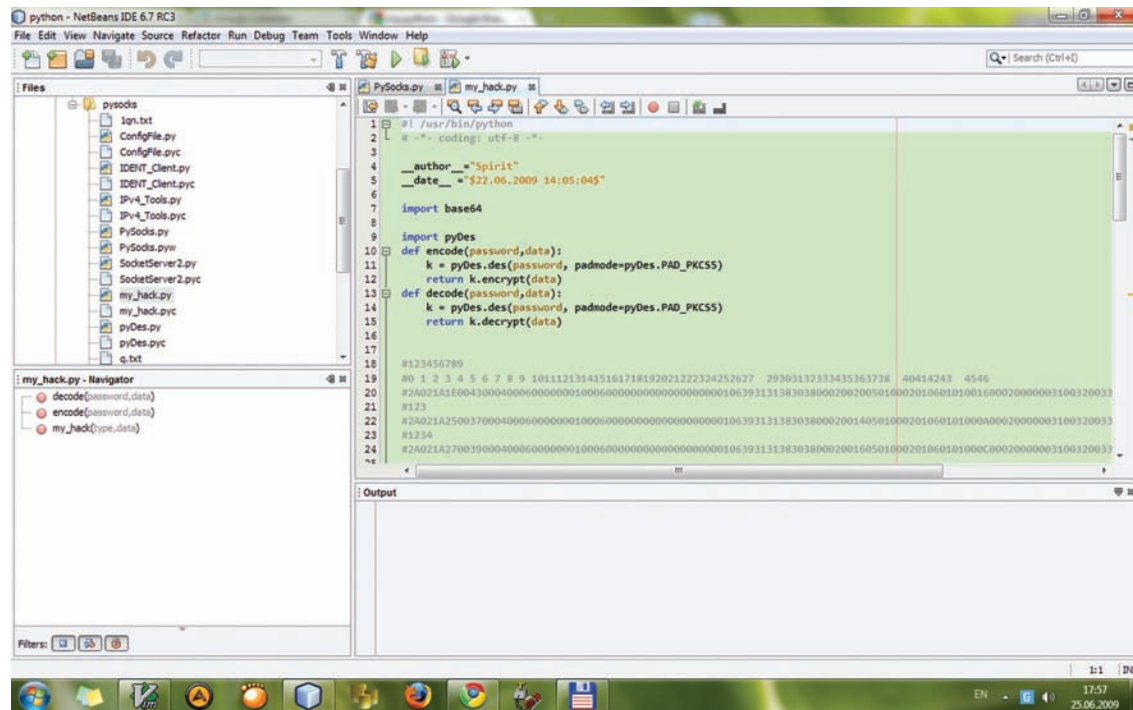 python - NetBeans IDE 6.7 RC3
File Edit View Navigate Source Refactor Run Debug Team Tools Window Help
Search (Ctrl+I)
Files
PySocks.py
my_hack.py
pysocks
1qn.txt
ConfigFile.py
ConfigFile.pyc
IDENT_Client.py
IDENT_Client.pyc
IPv4_Tools.py
IPv4_Tools.pyc
PySocks.py
PySocks.pyw
SocketServer2.py
SocketServer2.pyc
my_hack.py
my_hack.pyc
pyDes.py
pyDes.pyc
q.txt
my_hack.py - Navigator
decode(password,data)
encode(password,data)
my_hack(type,data)
Filters:
1 #! /usr/bin/python
2 # -*- coding: utf-8 -*-
3
4 __author__="Spirit"
5 __date__ ="$22.06.2009 14:05:04$"
6
7 import base64
8
9 import pyDes
10 def encode(password,data):
11 k = pyDes.des(password, padmode=pyDes.PAD_PKCS5)
12 return k.encrypt(data)
13 def decode(password,data):
14 k = pyDes.des(password, padmode=pyDes.PAD_PKCS5)
15 return k.decrypt(data)
16
17
18 #123456789
19 #0 1 2 3 4 5 6 7 8 9 101112131415161718192021222324252627 2930313233435363738 40414243 4546
20
21 #123
22
23 #1234
24
Output
1:1
EN
17:57
25.06.2009